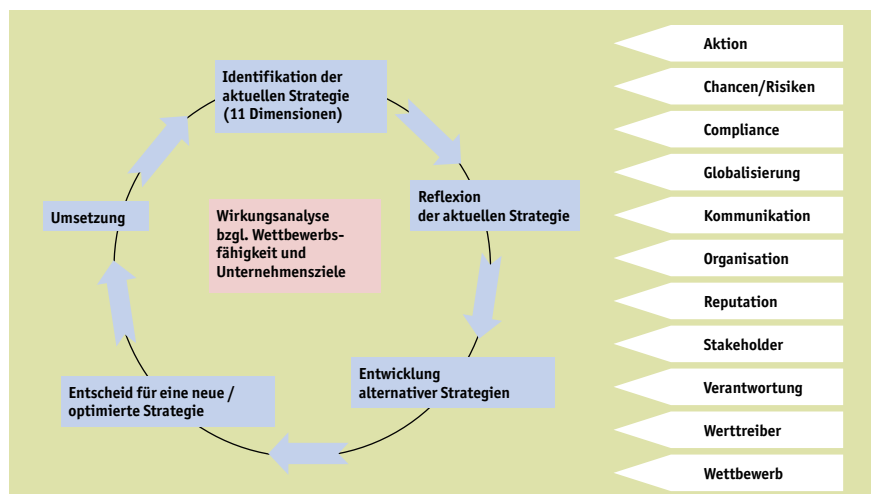 Identifikation der
aktuellen Strategie
(11 Dimensionen)
Reflexion
der aktuellen Strategie
Umsetzung
Wirkungsanalyse
bzgl. Wettbewerbs-
fähigkeit und
Unternehmensziele
Entwicklung
alternativer Strategien
Entscheid für eine neue /
optimierte Strategie
Aktion
Chancen/Risiken
Compliance
Globalisierung
Kommunikation
Organisation
Reputation
Stakeholder
Verantwortung
Werttreiber
Wettbewerb